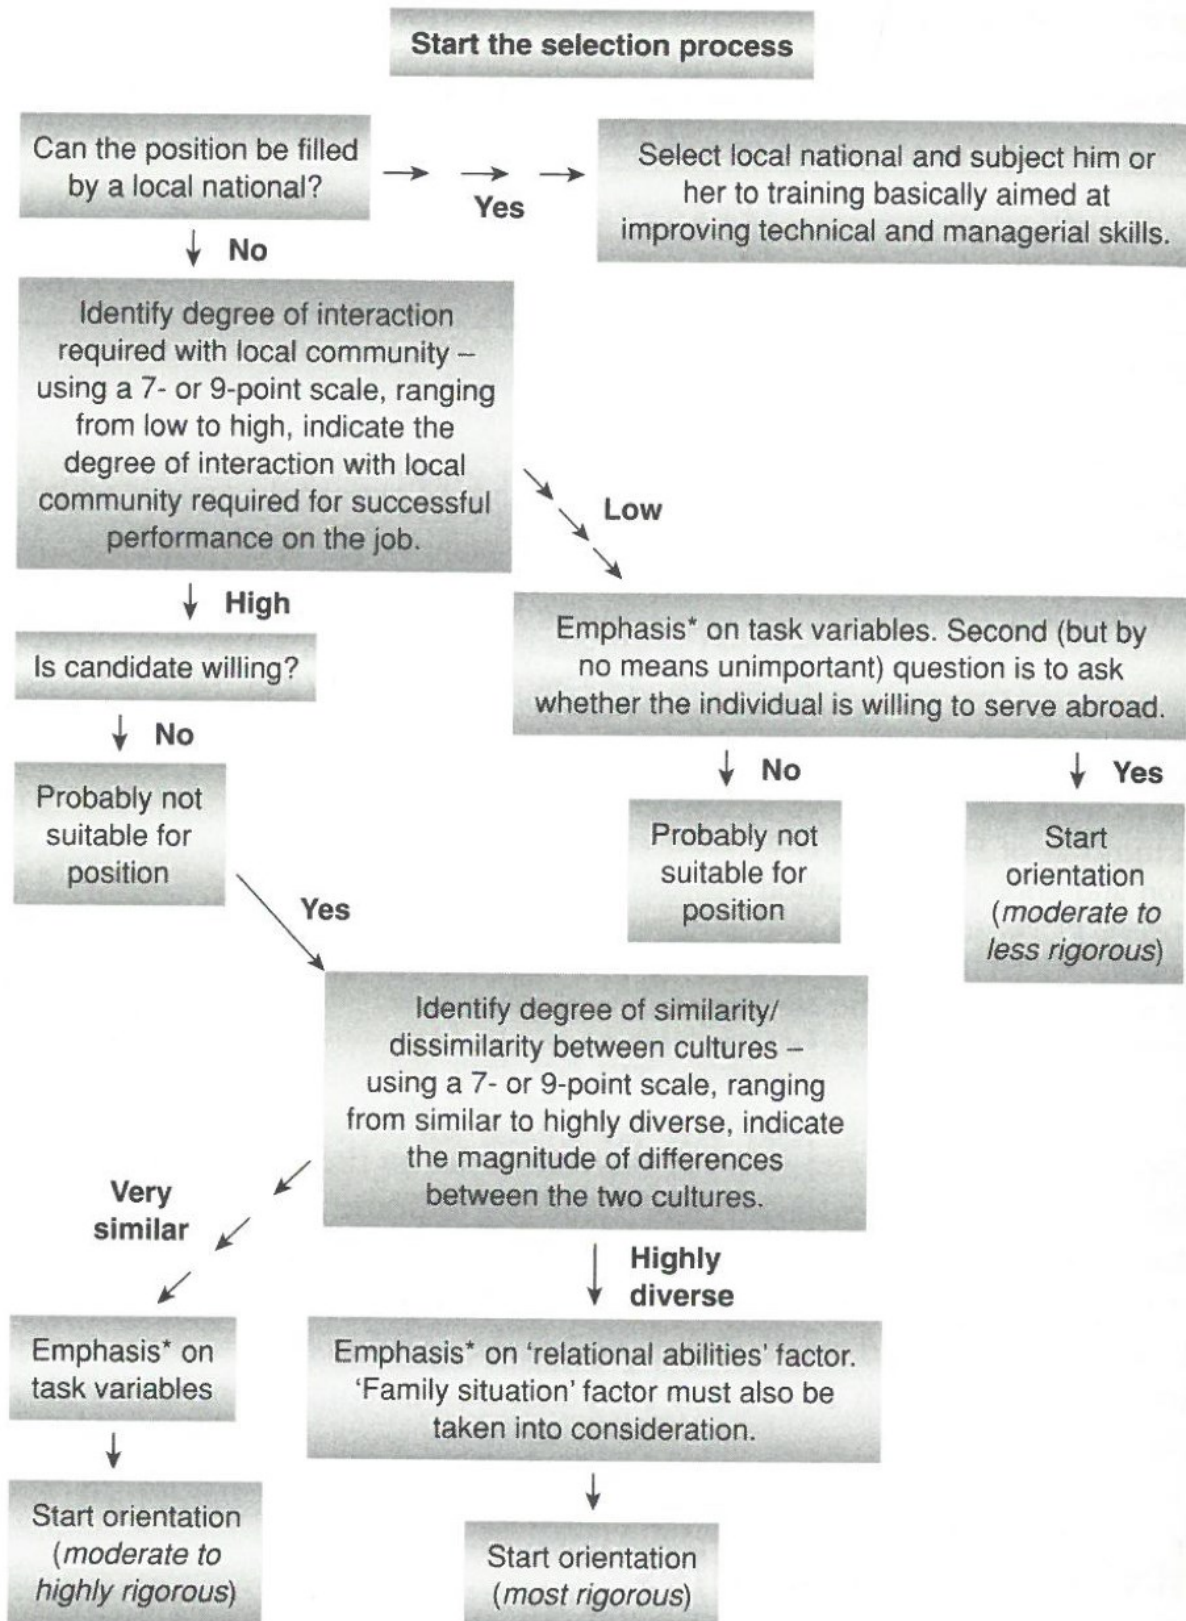 Start the selection process
Can the position be filled
by a local national?
Yes
Select local national and subject him or
her to training basically aimed at
improving technical and managerial skills.
No
Identify degree of interaction
required with local community –
using a 7- or 9-point scale, ranging
from low to high, indicate the
degree of interaction with local
community required for successful
performance on the job.
Low
High
Is candidate willing?
Emphasis* on task variables. Second (but by
no means unimportant) question is to ask
whether the individual is willing to serve abroad.
No
Probably not
suitable for
position
No
Probably not
suitable for
position
Yes
Start
orientation
(moderate to
less rigorous)
Yes
Identify degree of similarity/
dissimilarity between cultures –
using a 7- or 9-point scale, ranging
from similar to highly diverse, indicate
the magnitude of differences
between the two cultures.
Very
similar
Highly
diverse
Emphasis* on
task variables
Emphasis* on ‘relational abilities’ factor.
‘Family situation’ factor must also be
taken into consideration.
Start orientation
(moderate to
highly rigorous)
Start orientation
(most rigorous)